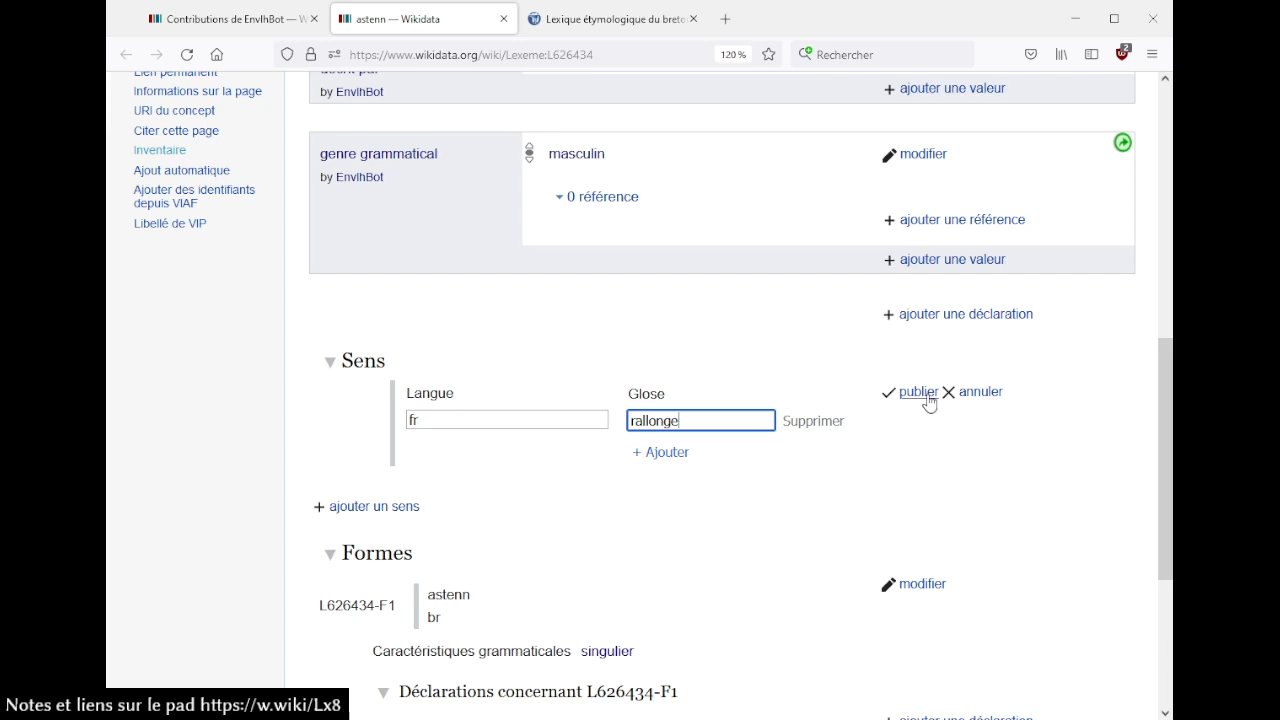 Contributions de EnvlhBot — W
astenn — Wikidata
Lexique étymologique du breto
https://www.wikidata.org/wiki/Lexeme:L626434
120 %
Rechercher
2
Lien permanent
Informations sur la page
URI du concept
Citer cette page
Inventaire
Ajout automatique
Ajouter des identifiants
depuis VIAF
Libellé de VIP
by EnvlhBot
+ ajouter une valeur
genre grammatical
by EnvlhBot
masculin
modifier
0 référence
+ ajouter une référence
+ ajouter une valeur
+ ajouter une déclaration
Sens
Langue
Glose
publier
annuler
fr
rallonge
Supprimer
+ Ajouter
+ ajouter un sens
Formes
L626434-F1
astenn
br
modifier
Caractéristiques grammaticales singulier
Déclarations concernant L626434-F1
+ ajouter une déclaration
Notes et liens sur le pad https://w.wiki/Lx8